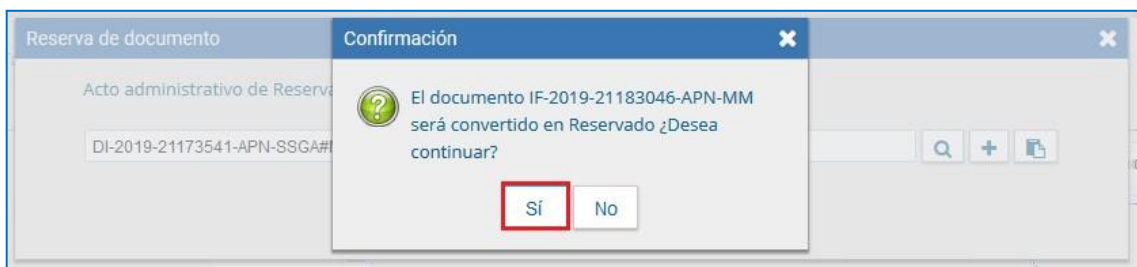 Reserva de documento
Confirmación
Acto administrativo de Reserva
El documento IF-2019-21183046-APN-MM
será convertido en Reservado ¿Desea
continuar?
DI-2019-21173541-APN-SSGA#
Sí No